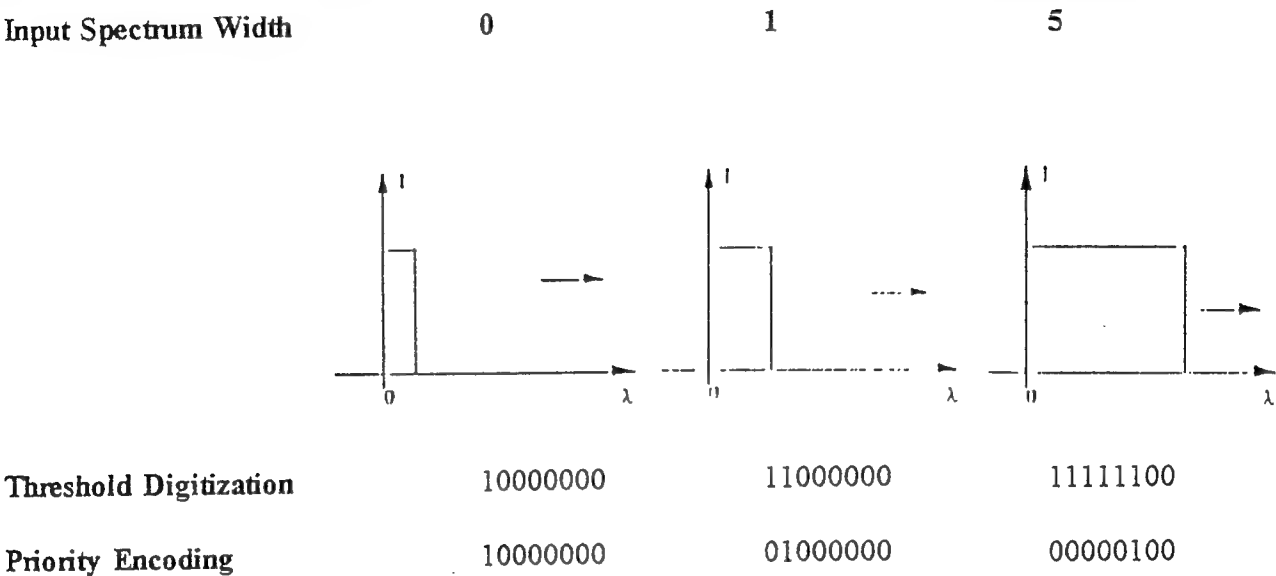 Input Spectrum Width 0 1 5
I I I
0 λ 0 λ 0 λ
Threshold Digitization 10000000 11000000 11111100
Priority Encoding 10000000 01000000 00000100